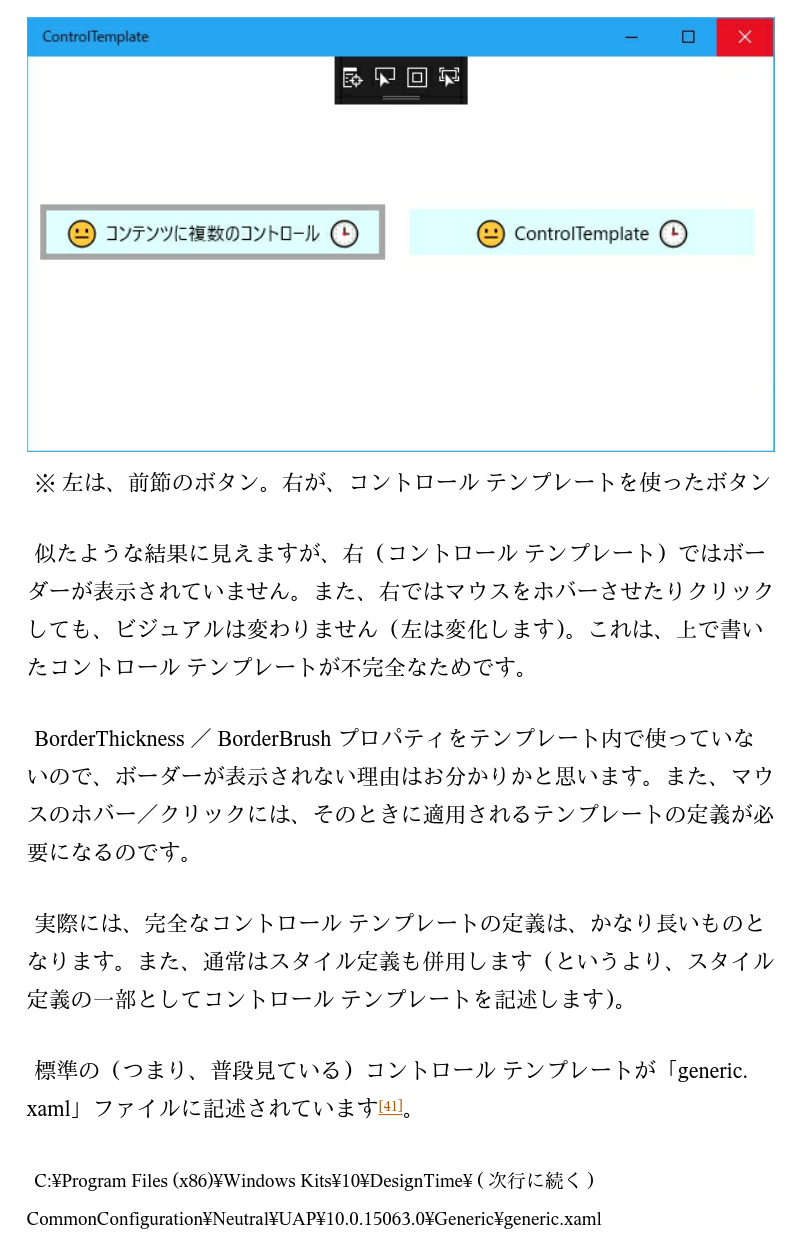 ControlTemplate
コンテンツに複数のコントロール
ControlTemplate
※ 左は、前節のボタン。右が、コントロール テンプレートを使ったボタン
似たような結果に見えますが、右（コントロール テンプレート）ではボー
ダーが表示されていません。また、右ではマウスをホバーさせたりクリック
しても、ビジュアルは変わりません（左は変化します）。これは、上で書い
たコントロール テンプレートが不完全なためです。
BorderThickness ／ BorderBrush プロパティをテンプレート内で使っていな
いので、ボーダーが表示されない理由はお分かりかと思います。また、マウ
スのホバー／クリックには、そのときに適用されるテンプレートの定義が必
要になるのです。
実際には、完全なコントロール テンプレートの定義は、かなり長いものと
なります。また、通常はスタイル定義も併用します（というより、スタイル
定義の一部としてコントロール テンプレートを記述します）。
標準の（つまり、普段見ている）コントロール テンプレートが「generic.
xaml」ファイルに記述されています[41]。
C:¥Program Files (x86)¥Windows Kits¥10¥DesignTime¥ ( 次行に続く )
CommonConfiguration¥Neutral¥UAP¥10.0.15063.0¥Generic¥generic.xaml